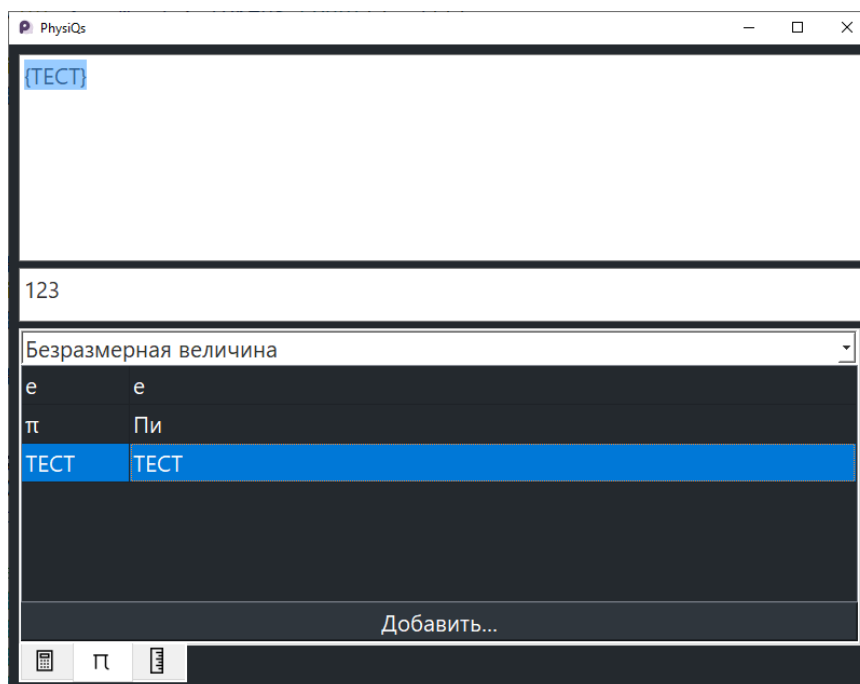 PhysiQs
{ТЕСТ}
123
Безразмерная величина
e e
π Пи
ТЕСТ ТЕСТ
Добавить...
π